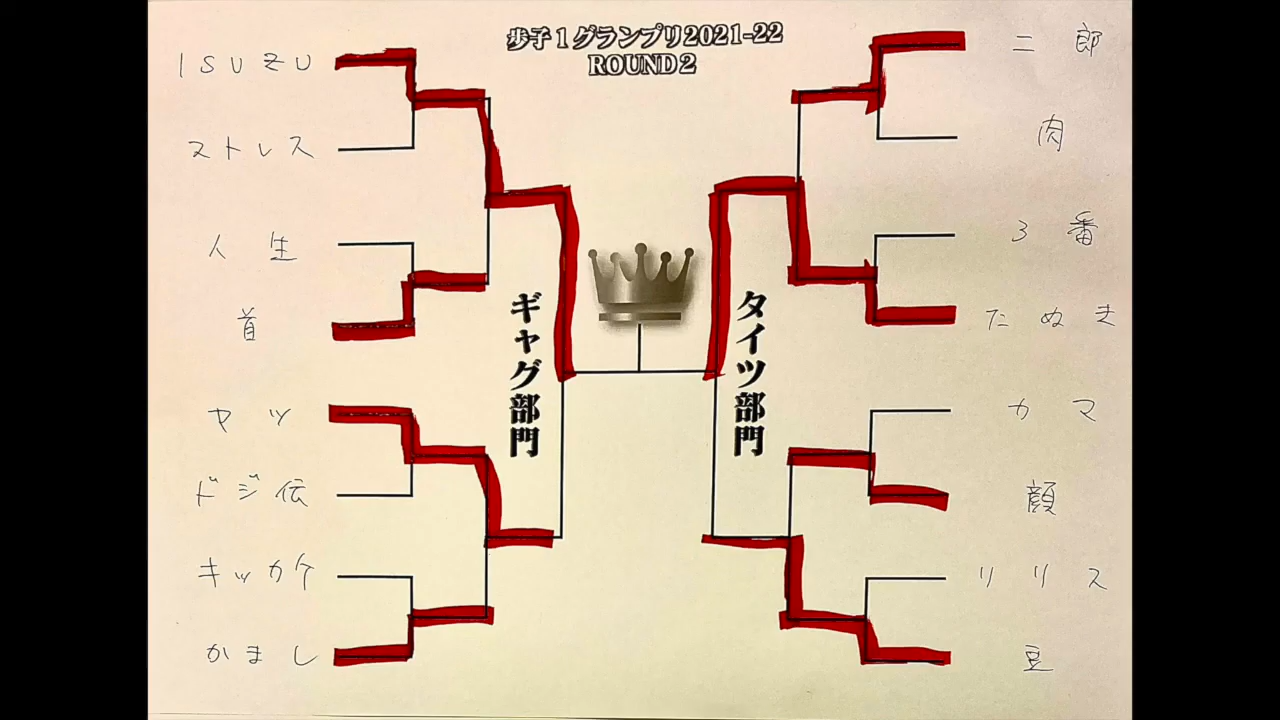 歩子1グランプリ2021-22
ROUND2
ISUZU
ストレス
人生
首
ヤツ
ドジ伝
キッカケ
かまし
ギャグ部門
タイツ部門
二郎
肉
3番
たぬき
カマ
顔
リリス
豆